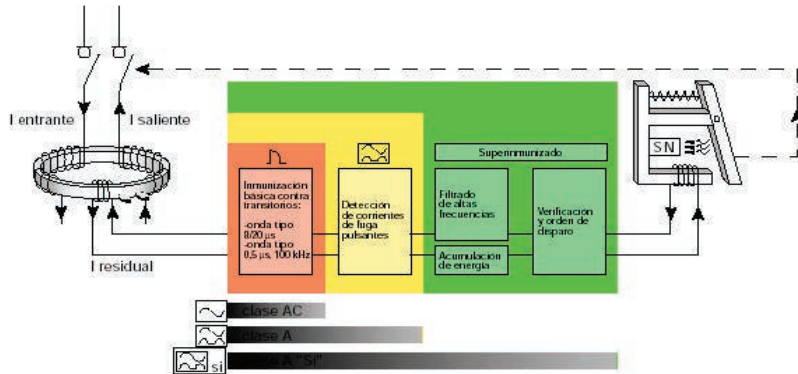 I entrante
I saliente
I residual
Inmunización
básica contra
transitorios:
-onda tipo
8/20 µs
-onda tipo
0,5 µs, 100 kHz
Detección
de corrientes
de fuga
pulsantes
Superinmunizado
Filtrado
de altas
frecuencias
Acumulación
de energía
Verificación
y orden de
disparo
S N
clase AC
clase A
si
clase A "Si"